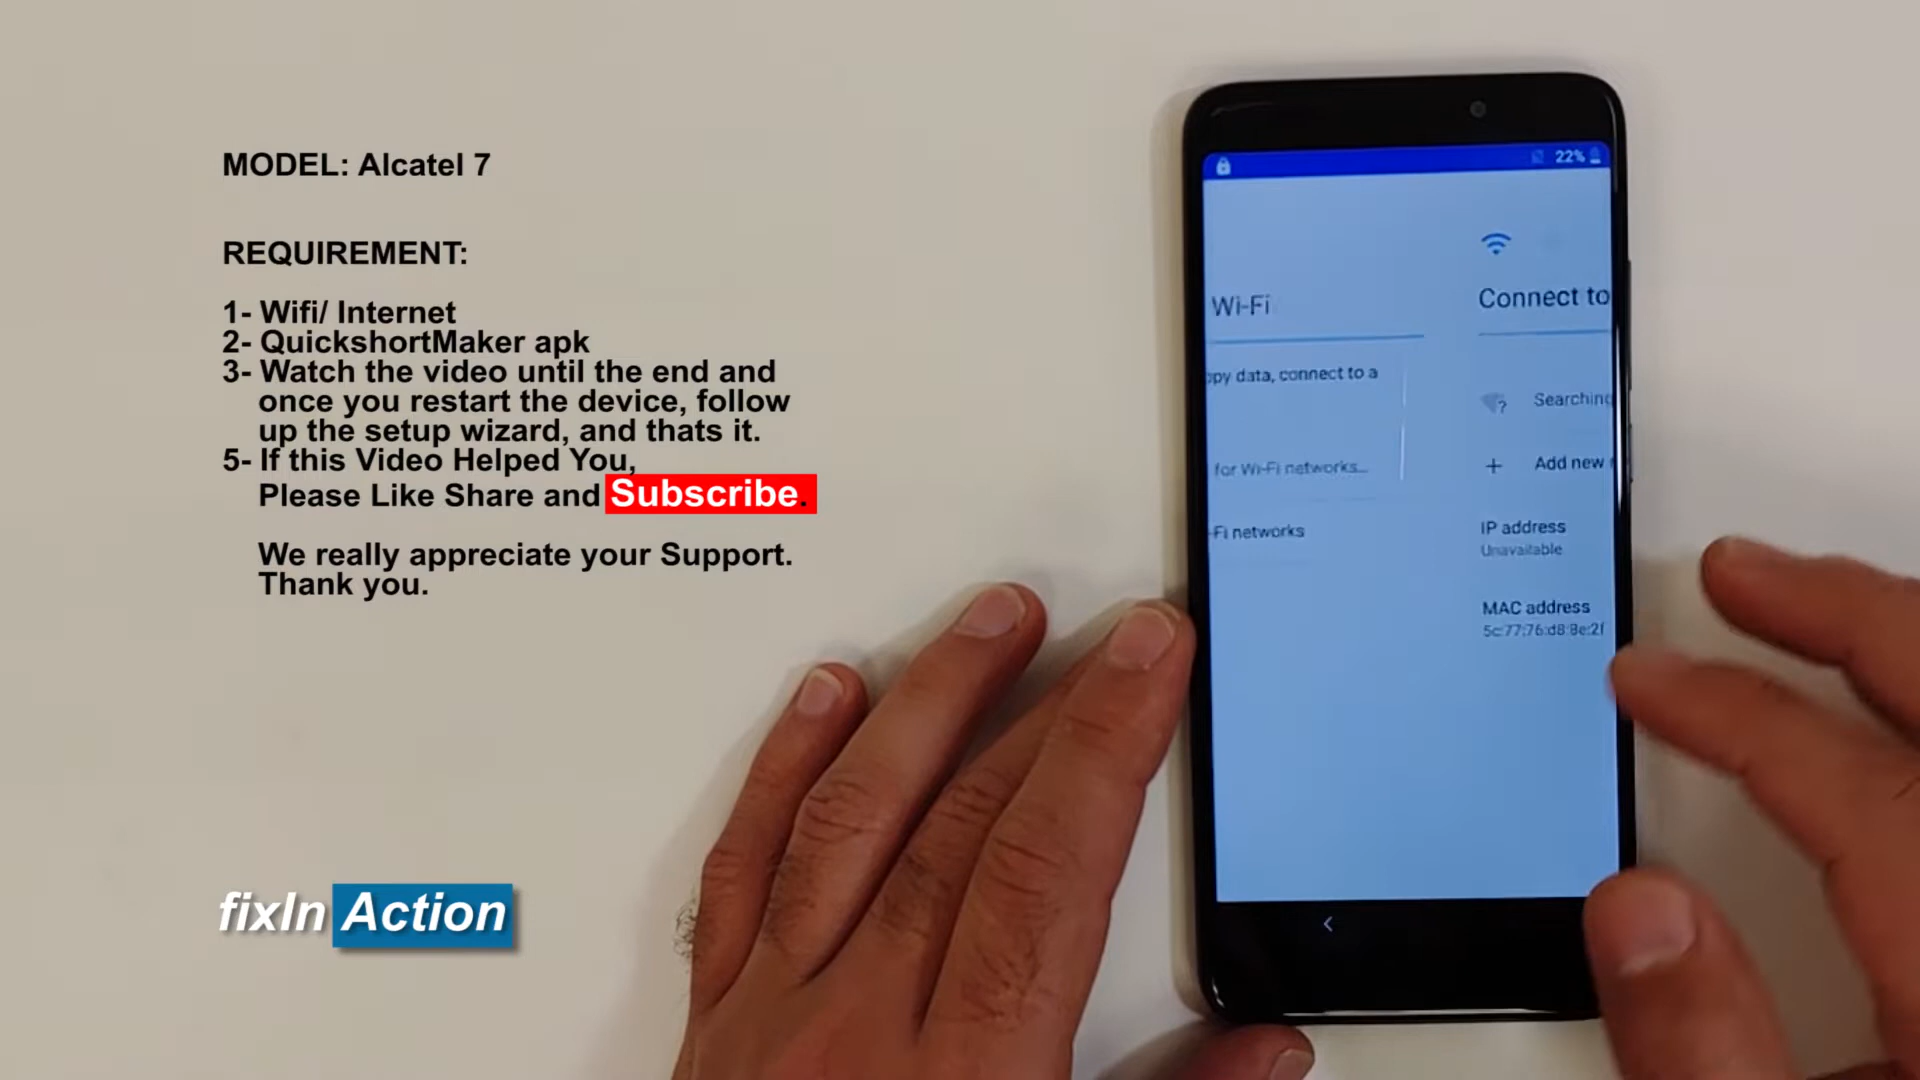 MODEL: Alcatel 7
REQUIREMENT:
1- Wifi/ Internet
2- QuickshortMaker apk
3- Watch the video until the end and
once you restart the device, follow
up the setup wizard, and thats it.
5- If this Video Helped You,
Please Like Share and Subscribe.
We really appreciate your Support.
Thank you.
fixIn Action
22%
Wi-Fi
opy data, connect to a
for Wi-Fi networks...
-Fi networks
Connect to
Searching
Add new
IP address
Unavailable
MAC address
5c:77:76:d8:8e:2f